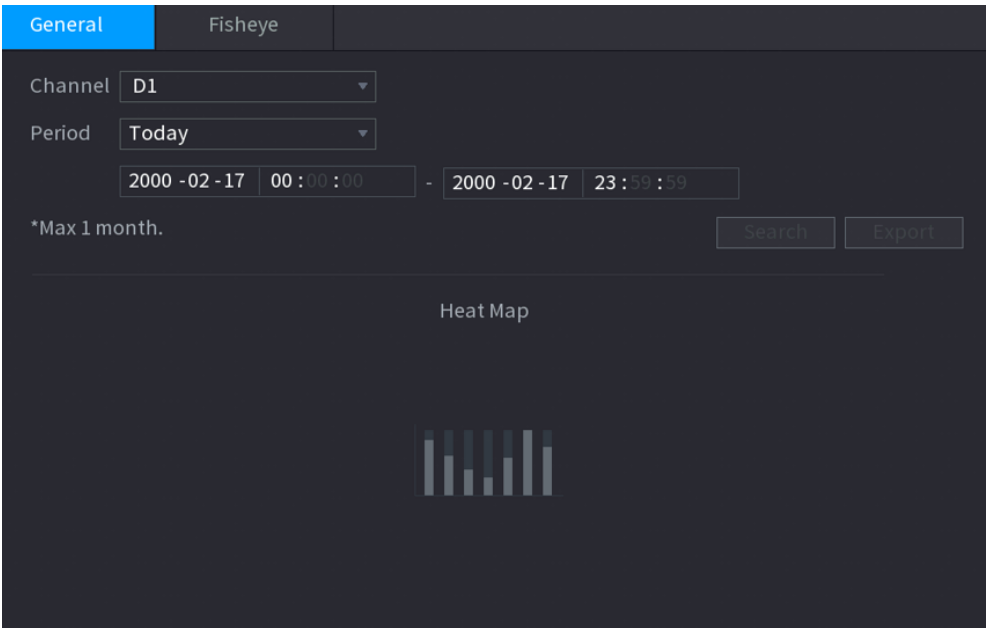 General Fisheye
Channel D1
Period Today
2000 -02 -17 00 :00 :00 - 2000 -02 -17 23 :59 :59
*Max 1 month. Search Export
Heat Map